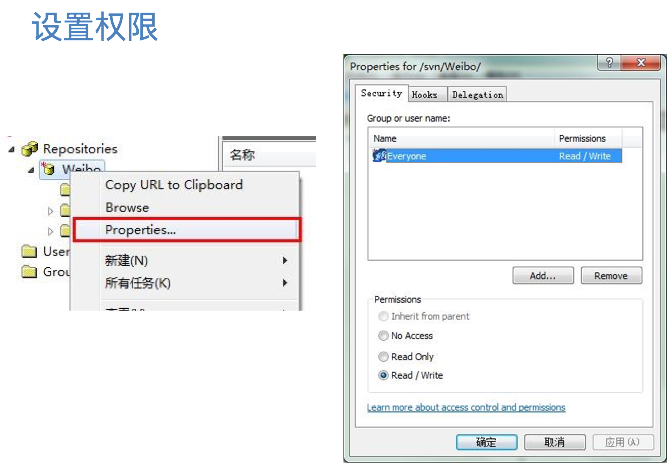 设置权限
Repositories
Weibo
Copy URL to Clipboard
Browse
Properties...
新建(N)
所有任务(K)
User
Grou
名称
Properties for /svn/Weibo/
Security Hooks Delegation
Group or user name:
Name Permissions
Everyone Read / Write
Add... Remove
Permissions
Inherit from parent
No Access
Read Only
Read / Write
Learn more about access control and permissions
确定 取消 应用(A)